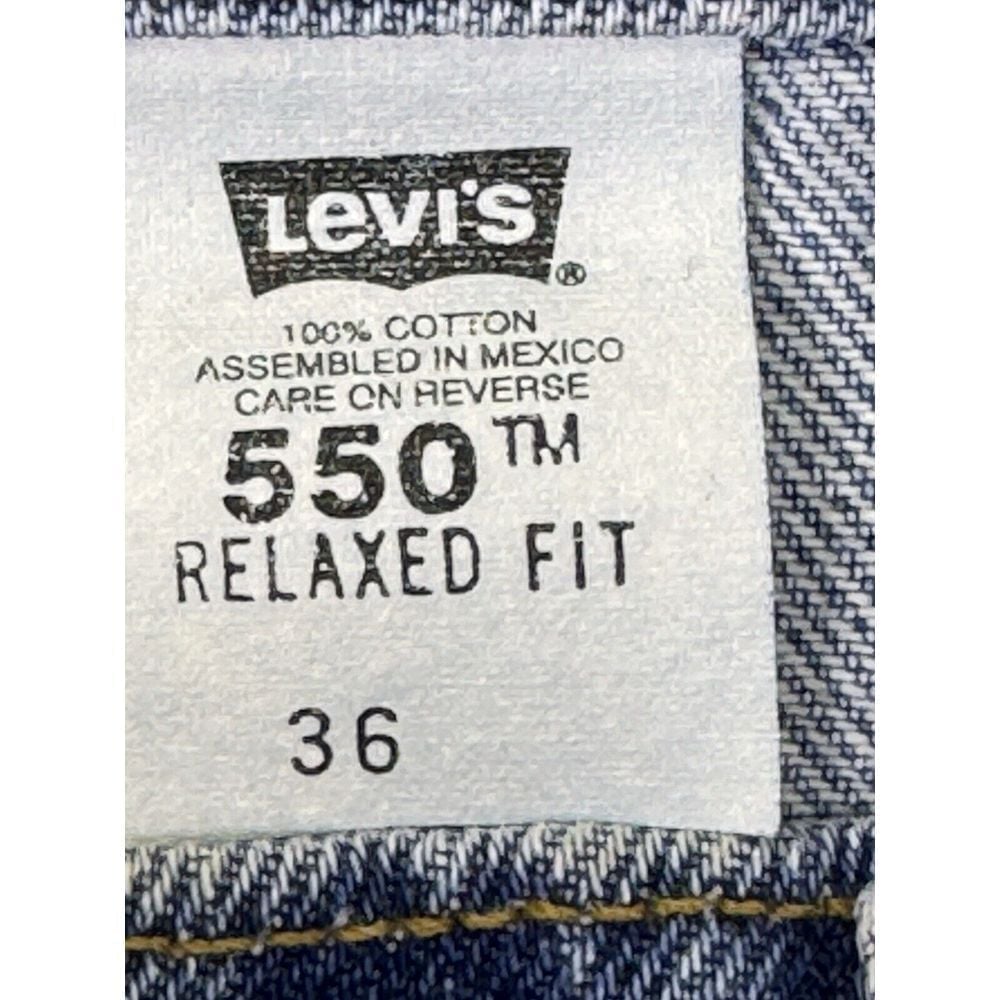 LEVI'S ®
100% COTTON
ASSEMBLED IN MEXICO
CARE ON REVERSE
550™
RELAXED FIT
36